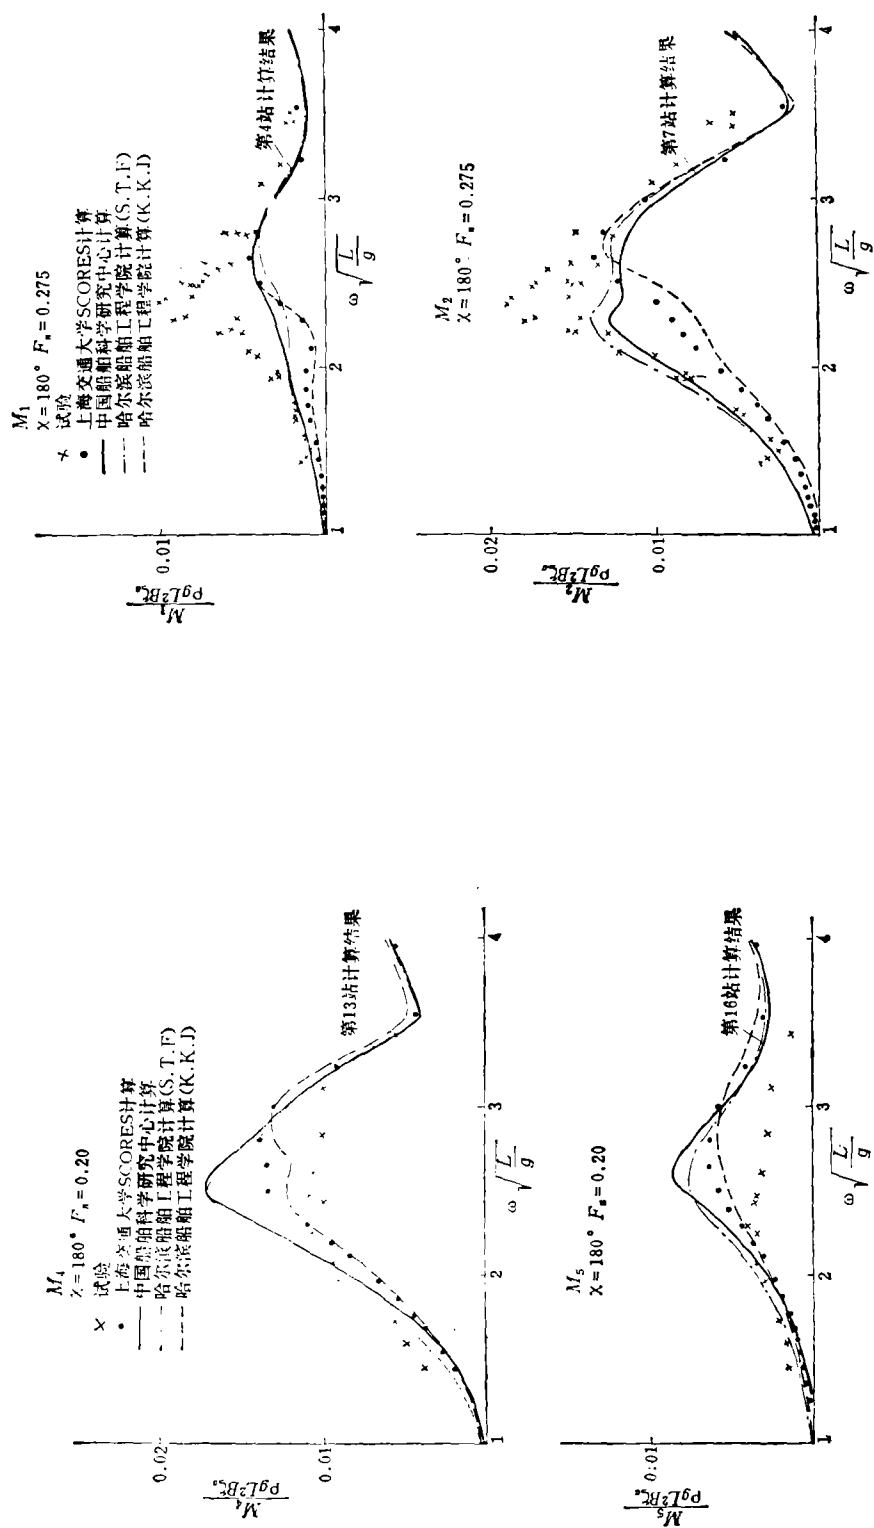 M₄
χ=180° Fₙ=0.20
× 试验
• 上海交通大学SCORES计算
—— 中国船舶科学研究中心计算
哈尔滨船舶工程学院计算(S.T.F)
哈尔滨船舶工程学院计算(K.K.J)
第13站计算结果
0.02
0.01
M₄/ρgL²Bζₐ
1
2
3
4
ω√(L/g)
M₅
χ=180° Fₙ=0.20
第16站计算结果
0.01
M₅/ρgL²Bζₐ
1
2
3
4
ω√(L/g)
M₁
χ=180° Fₙ=0.275
× 试验
• 上海交通大学SCORES计算
—— 中国船舶科学研究中心计算
哈尔滨船舶工程学院计算(S.T.F)
哈尔滨船舶工程学院计算(K.K.J)
第4站计算结果
0.01
M₁/ρgL²Bζₐ
1
2
3
4
ω√(L/g)
M₂
χ=180° Fₙ=0.275
第7站计算结果
0.02
0.01
M₂/ρgL²Bζₐ
1
2
3
4
ω√(L/g)